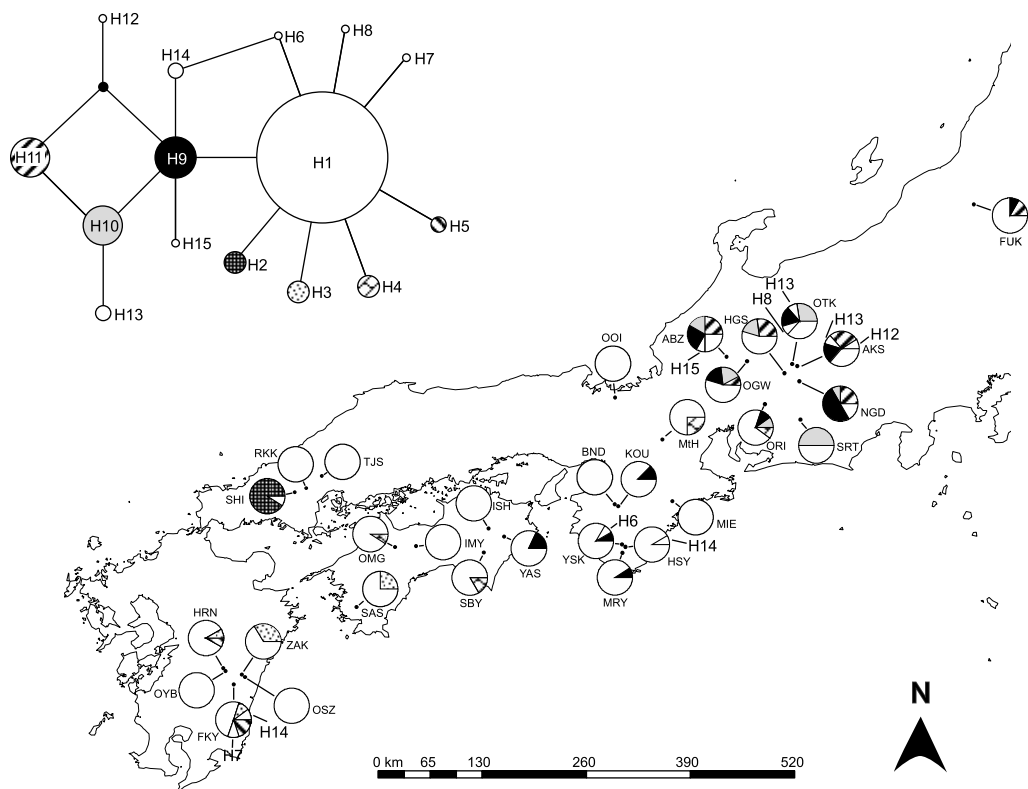 H12
H6
H8
H14
H7
H11
H9
H1
H10
H5
H15
H2
H3
H4
H13
FUK
H13
OTK
H8
H13
HGS
H12
ABZ
AKS
OOI
H15
OGW
NGD
MtH
ORI
SRT
RKK
TJS
BND
KOU
SHI
ISH
H6
MIE
OMG
IMY
YAS
YSK
HSY
H14
SBY
MRY
SAS
HRN
ZAK
OYB
OSZ
FKY
H14
H7
N
0 km 65 130 260 390 520